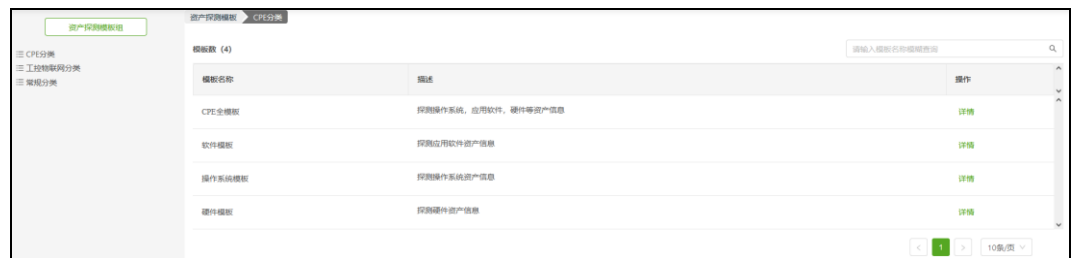 资产探测模板组
CPE分类
工控物联网分类
常规分类
资产探测模板 CPE分类
模板数（4）
请输入模板名称模糊查询
模板名称 描述 操作
CPE全模板 探测操作系统，应用软件，硬件等资产信息 详情
软件模板 探测应用软件资产信息 详情
操作系统模板 探测操作系统资产信息 详情
硬件模板 探测硬件资产信息 详情
< 1 > 10条/页